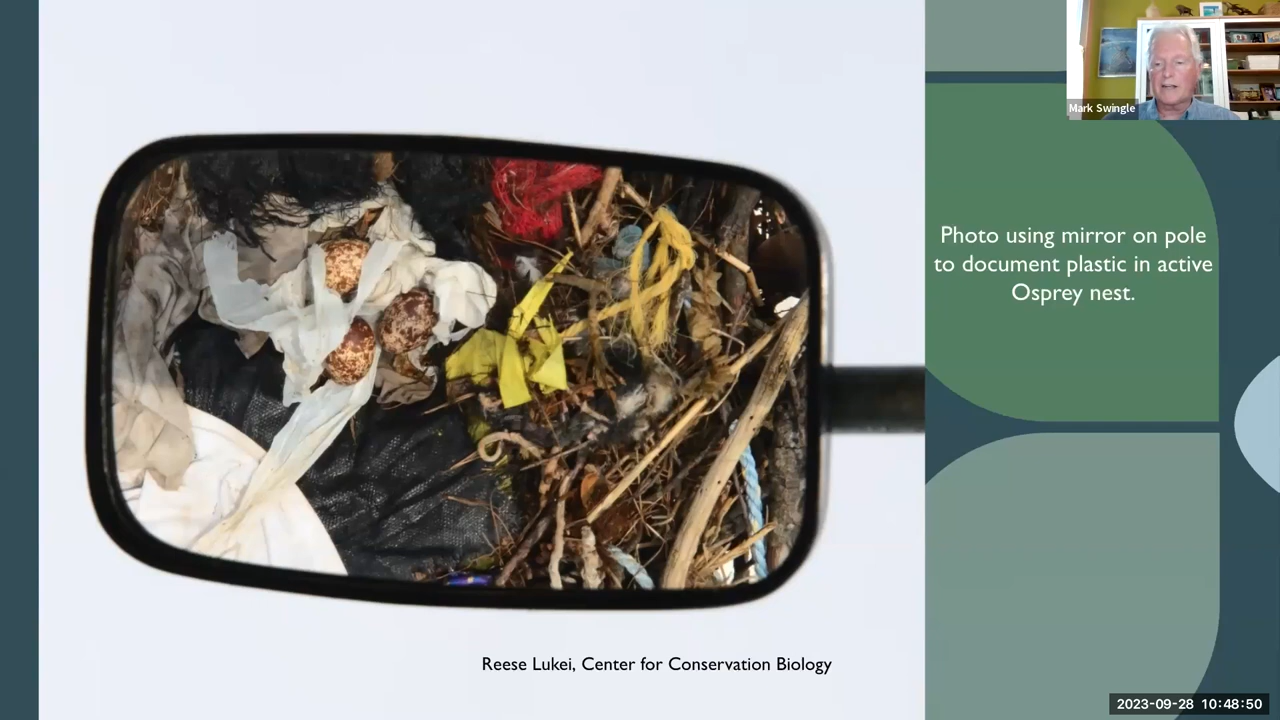 Mark Swingle
Photo using mirror on pole
to document plastic in active
Osprey nest.
Reese Lukei, Center for Conservation Biology
2023-09-28 10:48:50